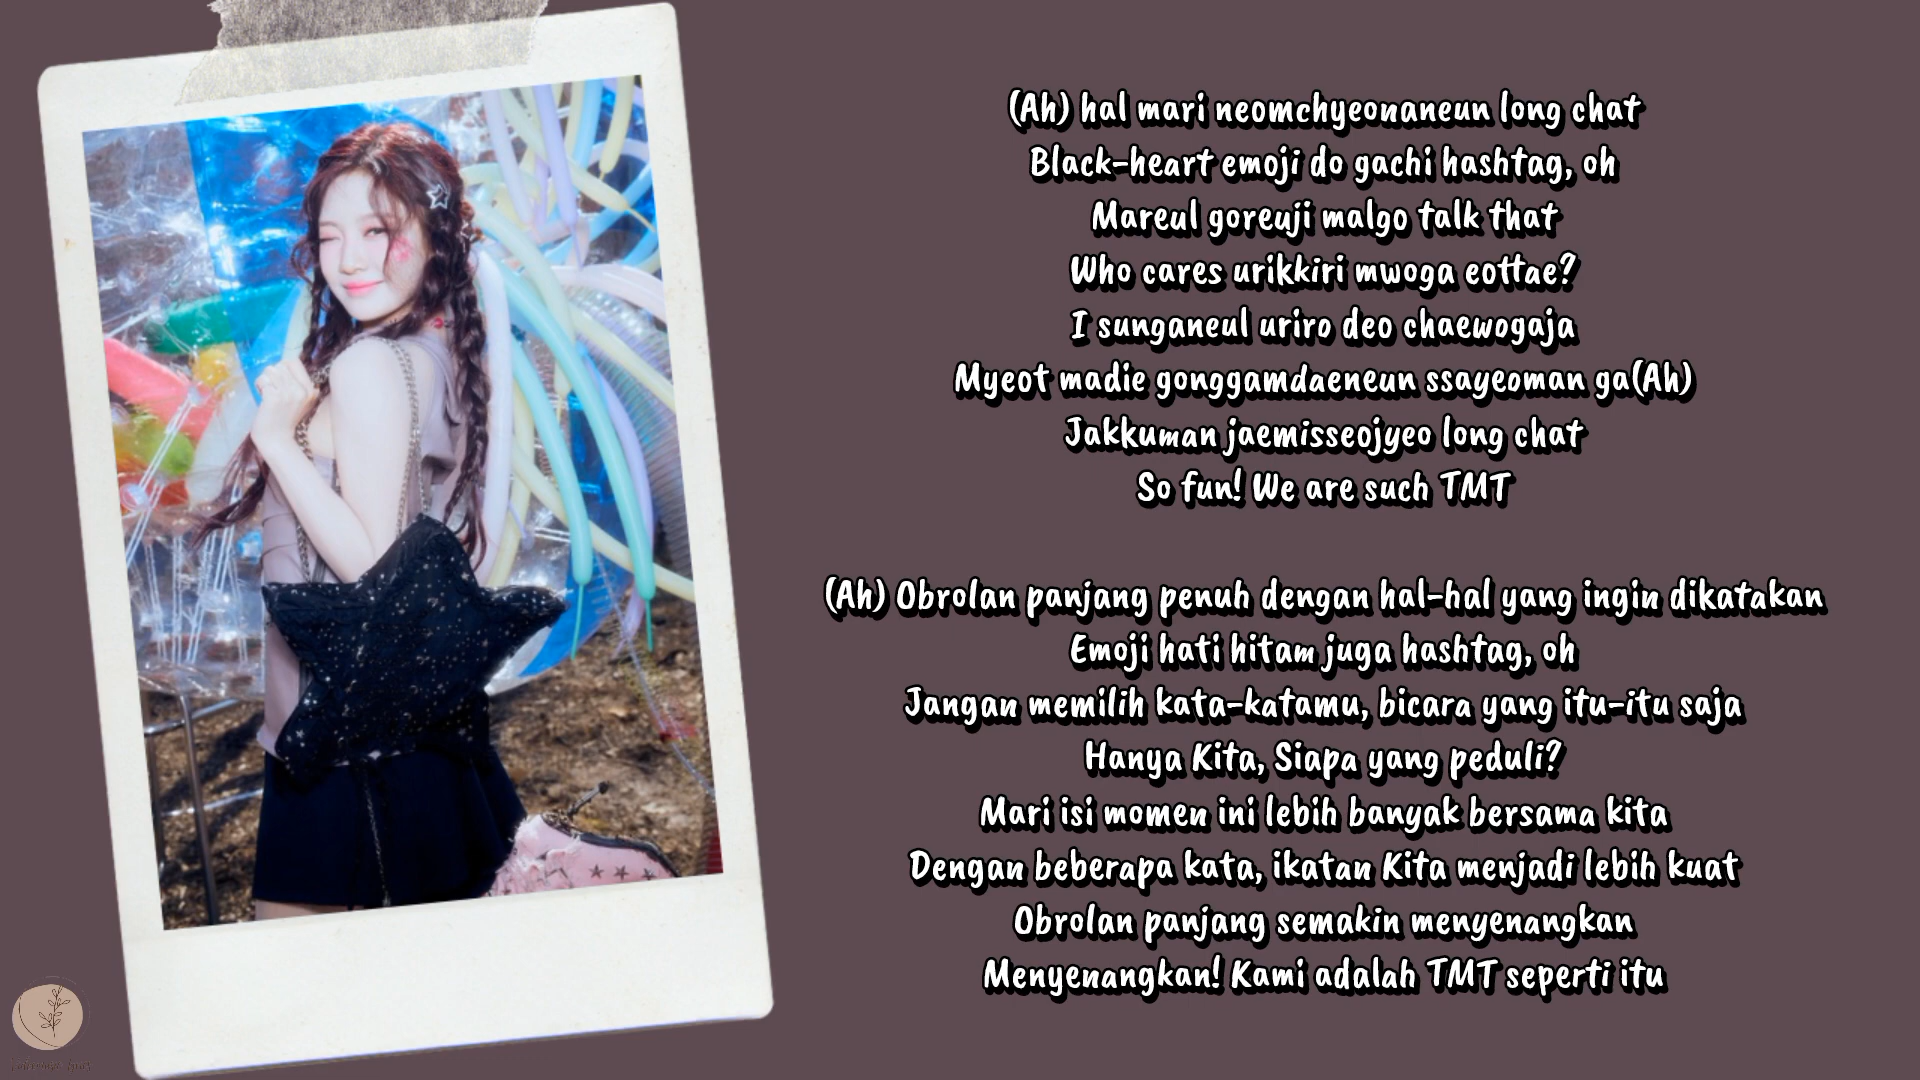 (Ah) hal mari neomchyeonaneun long chat
Black-heart emoji do gachi hashtag, oh
Mareul goreuji malgo talk that
Who cares urikkiri mwoga eottae?
I sunganeul uriro deo chaewogaja
Myeot madie gonggamdaeneun ssayeoman ga(Ah)
Jakkuman jaemisseojyeo long chat
So fun! We are such TMT
(Ah) Obrolan panjang penuh dengan hal-hal yang ingin dikatakan
Emoji hati hitam juga hashtag, oh
Jangan memilih kata-katamu, bicara yang itu-itu saja
Hanya Kita, Siapa yang peduli?
Mari isi momen ini lebih banyak bersama kita
Dengan beberapa kata, ikatan Kita menjadi lebih kuat
Obrolan panjang semakin menyenangkan
Menyenangkan! Kami adalah TMT seperti itu